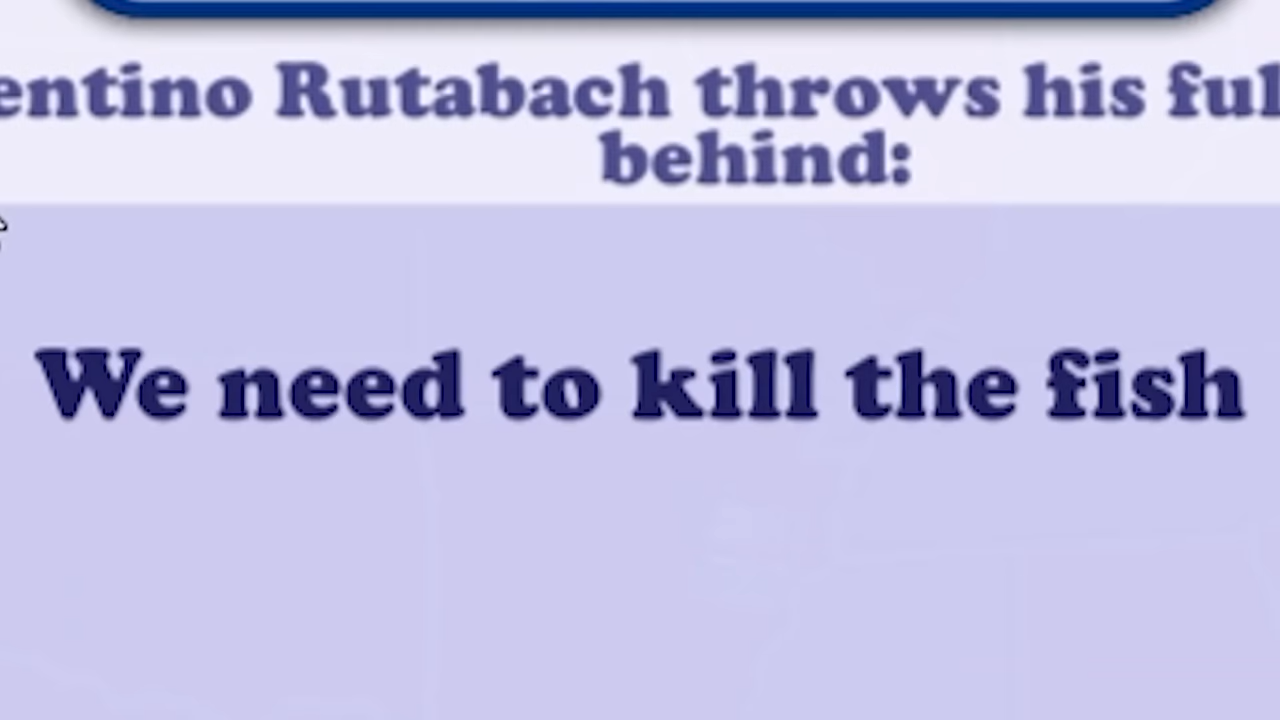 entino Rutabach throws his ful
behind:
We need to kill the fish